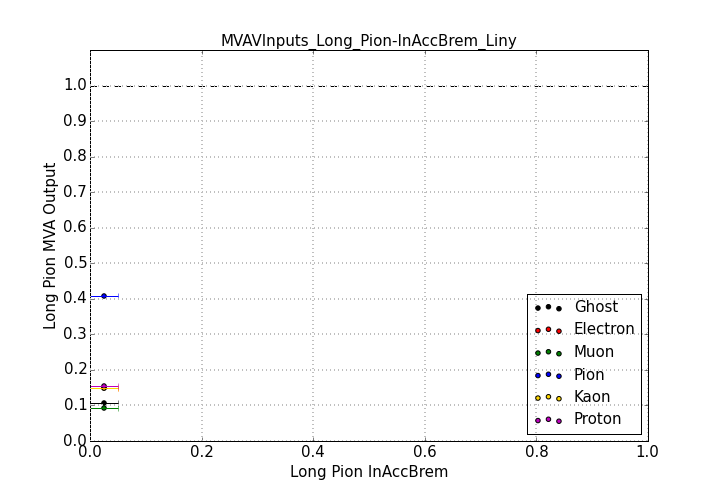 MVAVInputs_Long_Pion-InAccBrem_Liny
Long Pion MVA Output
1.0
0.9
0.8
0.7
0.6
0.5
0.4
0.3
0.2
0.1
0.0
Ghost
Electron
Muon
Pion
Kaon
Proton
0.0 0.2 0.4 0.6 0.8 1.0
Long Pion InAccBrem